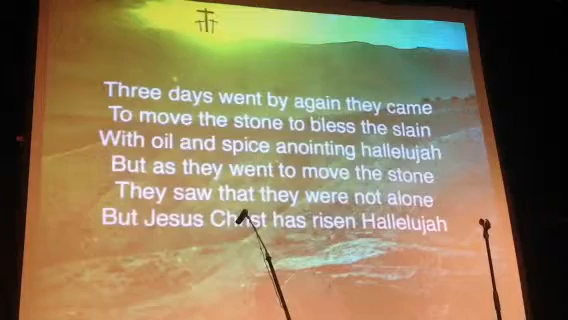 Three days went by again they came
To move the stone to bless the slain
With oil and spice anointing hallelujah
But as they went to move the stone
They saw that they were not alone
But Jesus Christ has risen Hallelujah